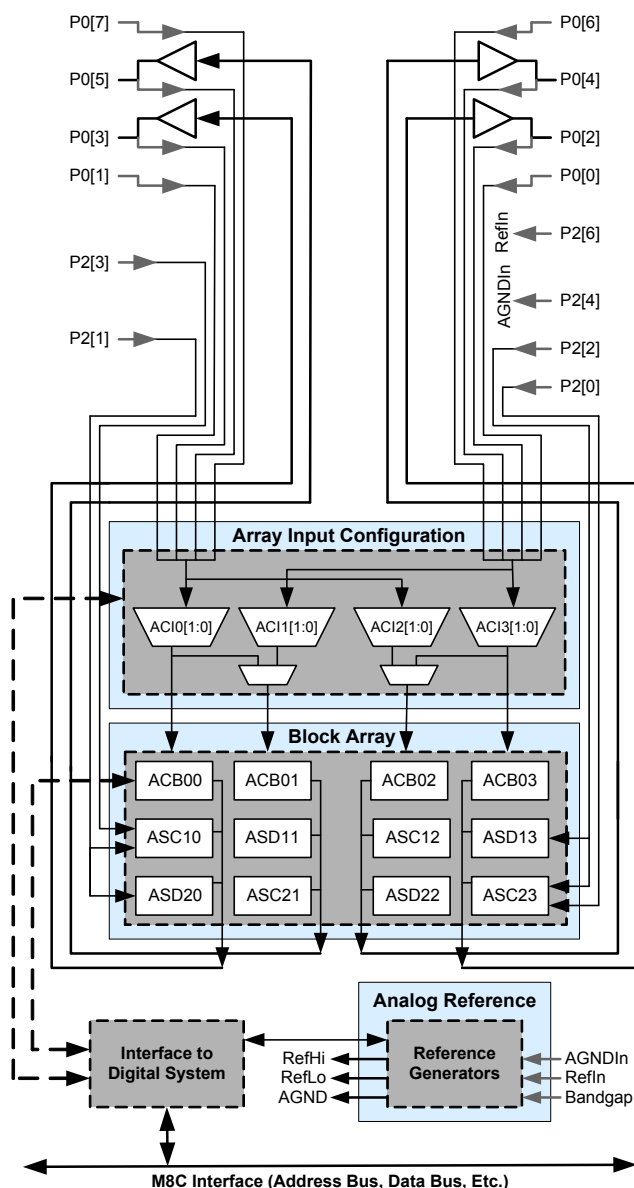 P0[7] P0[6]
P0[5] P0[4]
P0[3] P0[2]
P0[1] P0[0]
RefIn P2[6]
P2[3]
AGNDIn P2[4]
P2[1] P2[2]
P2[0]
Array Input Configuration
ACI0[1:0] ACI1[1:0] ACI2[1:0] ACI3[1:0]
Block Array
ACB00 ACB01 ACB02 ACB03
ASC10 ASD11 ASC12 ASD13
ASD20 ASC21 ASD22 ASC23
Analog Reference
Interface to
Digital System
RefHi
RefLo
AGND
Reference
Generators
AGNDIn
RefIn
Bandgap
M8C Interface (Address Bus, Data Bus, Etc.)